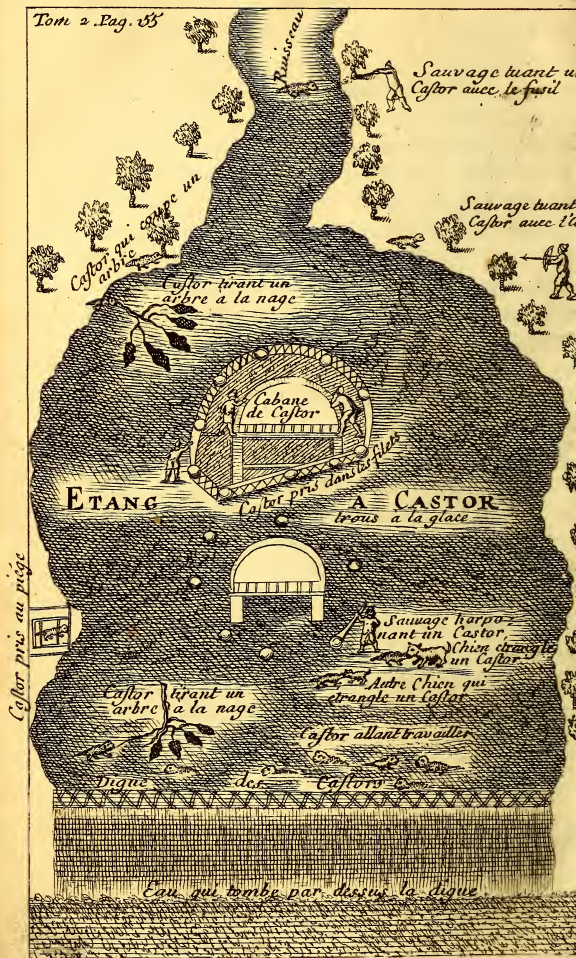 Tom 2. Pag. 155
Ruisseau
Sauvage tuant
Castor avec le fusil
Sauvage tuant
Castor avec
Castor qui coupe un
arbre
Castor tirant un
arbre a la nage
Cabane
de Castor
Castor pris dans les filets
ETANG A CASTOR
trous a la glace
Castor pris au piége
Sauvage harpo-
nant un Castor
Chien etrangle
un Castor
Autre Chien qui
etrangle un Castor
Castor tirant un
arbre a la nage
Castor allant travailler
Digue des Castors
Eau qui tombe par dessus la digue